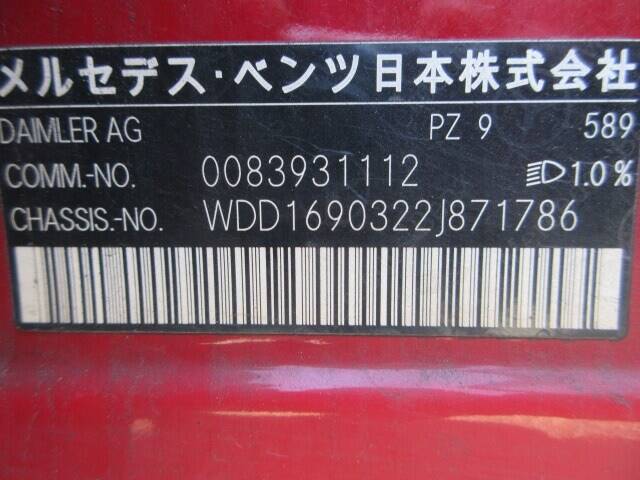 メルセデス・ベンツ日本株式会社
DAIMLER AG PZ 9 589
COMM.-NO. 0083931112 1.0%
CHASSIS.-NO. WDD1690322J871786